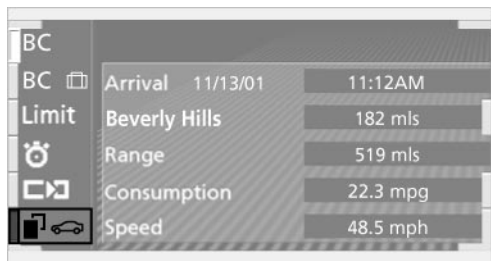 BC
BC
Limit
Arrival 11/13/01 11:12AM
Beverly Hills 182 mls
Range 519 mls
Consumption 22.3 mpg
Speed 48.5 mph